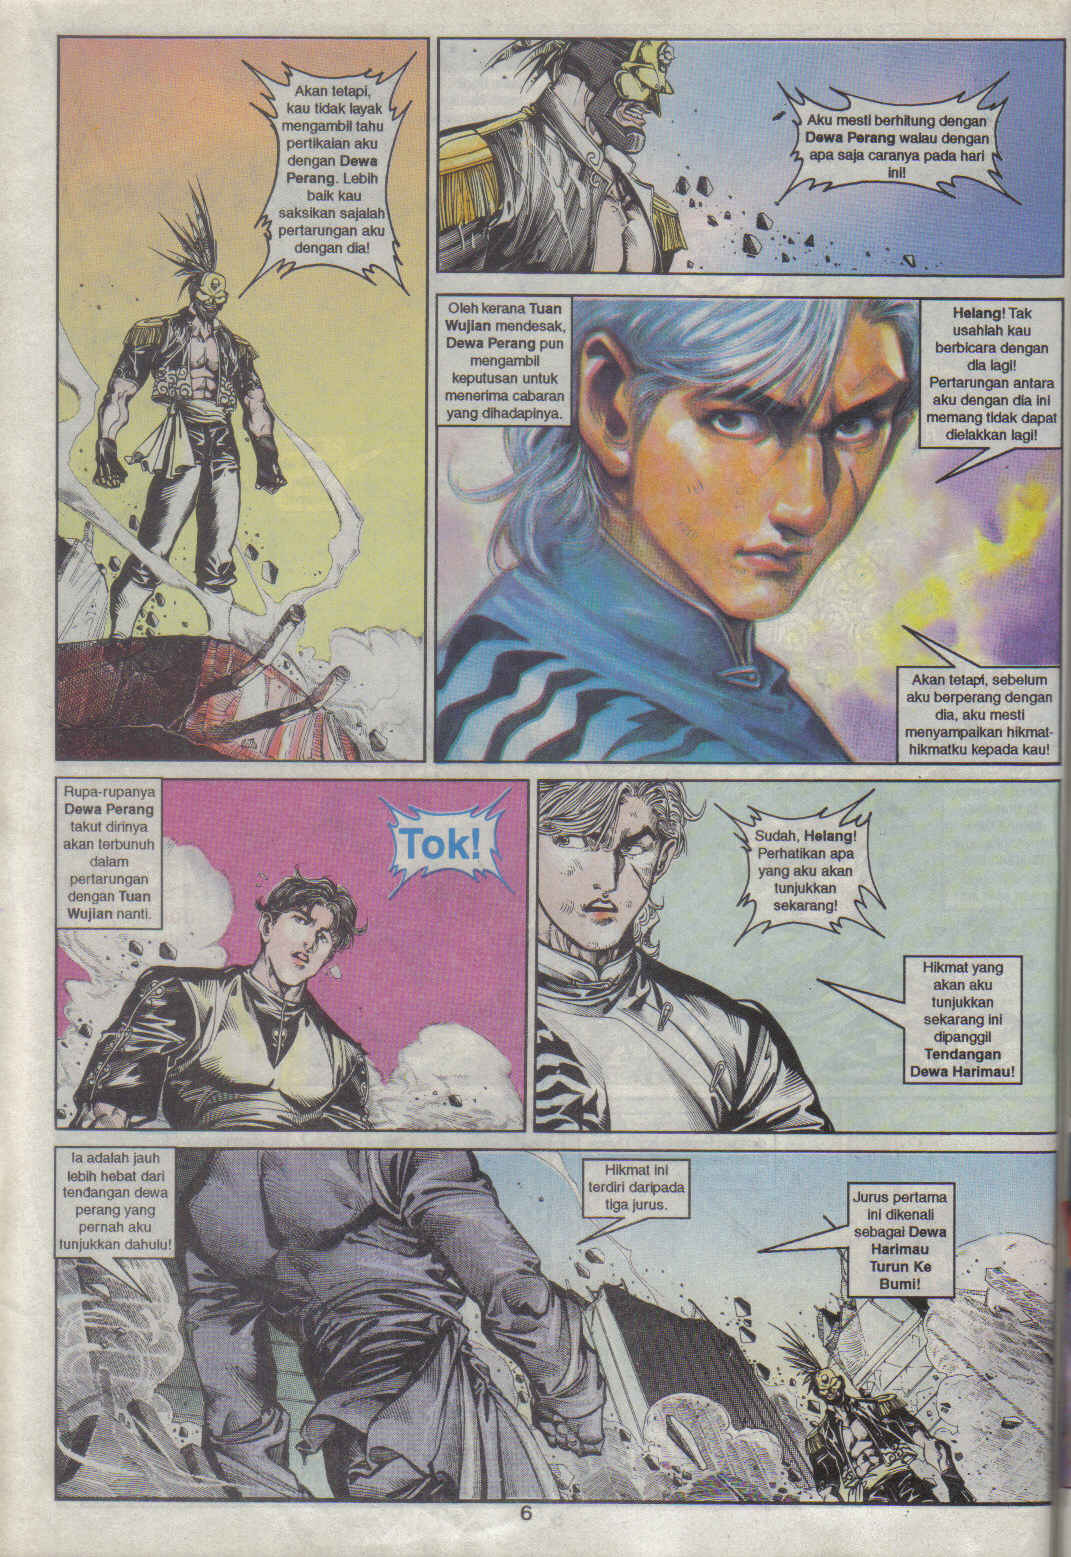 Akan tetapi,
kau tidak layak
mengambil tahu
pertikaian aku
dengan Dewa
Perang. Lebih
baik kau
saksikan sajalah
pertarungan aku
dengan dia!
Aku mesti berhitung dengan
Dewa Perang walau dengan
apa saja caranya pada hari
ini!
Oleh kerana Tuan
Wujian mendesak,
Dewa Perang pun
mengambil
keputusan untuk
menerima cabaran
yang dihadapinya.
Helang! Tak
usahlah kau
berbicara dengan
dia lagi!
Pertarungan antara
aku dengan dia ini
memang tidak dapat
dielakkan lagi!
Akan tetapi, sebelum
aku berperang dengan
dia, aku mesti
menyampaikan hikmat-
hikmatku kepada kau!
Rupa-rupanya
Dewa Perang
takut dirinya
akan terbunuh
dalam
pertarungan
dengan Tuan
Wujian nanti.
Tok!
Sudah, Helang!
Perhatikan apa
yang aku akan
tunjukkan
sekarang!
Hikmat yang
akan aku
tunjukkan
sekarang ini
dipanggil
Tendangan
Dewa Harimau!
Ia adalah jauh
lebih hebat dari
tendangan dewa
perang yang
pernah aku
tunjukkan dahulu!
Hikmat ini
terdiri daripada
tiga jurus.
Jurus pertama
ini dikenali
sebagai Dewa
Harimau
Turun Ke
Bumi!
6